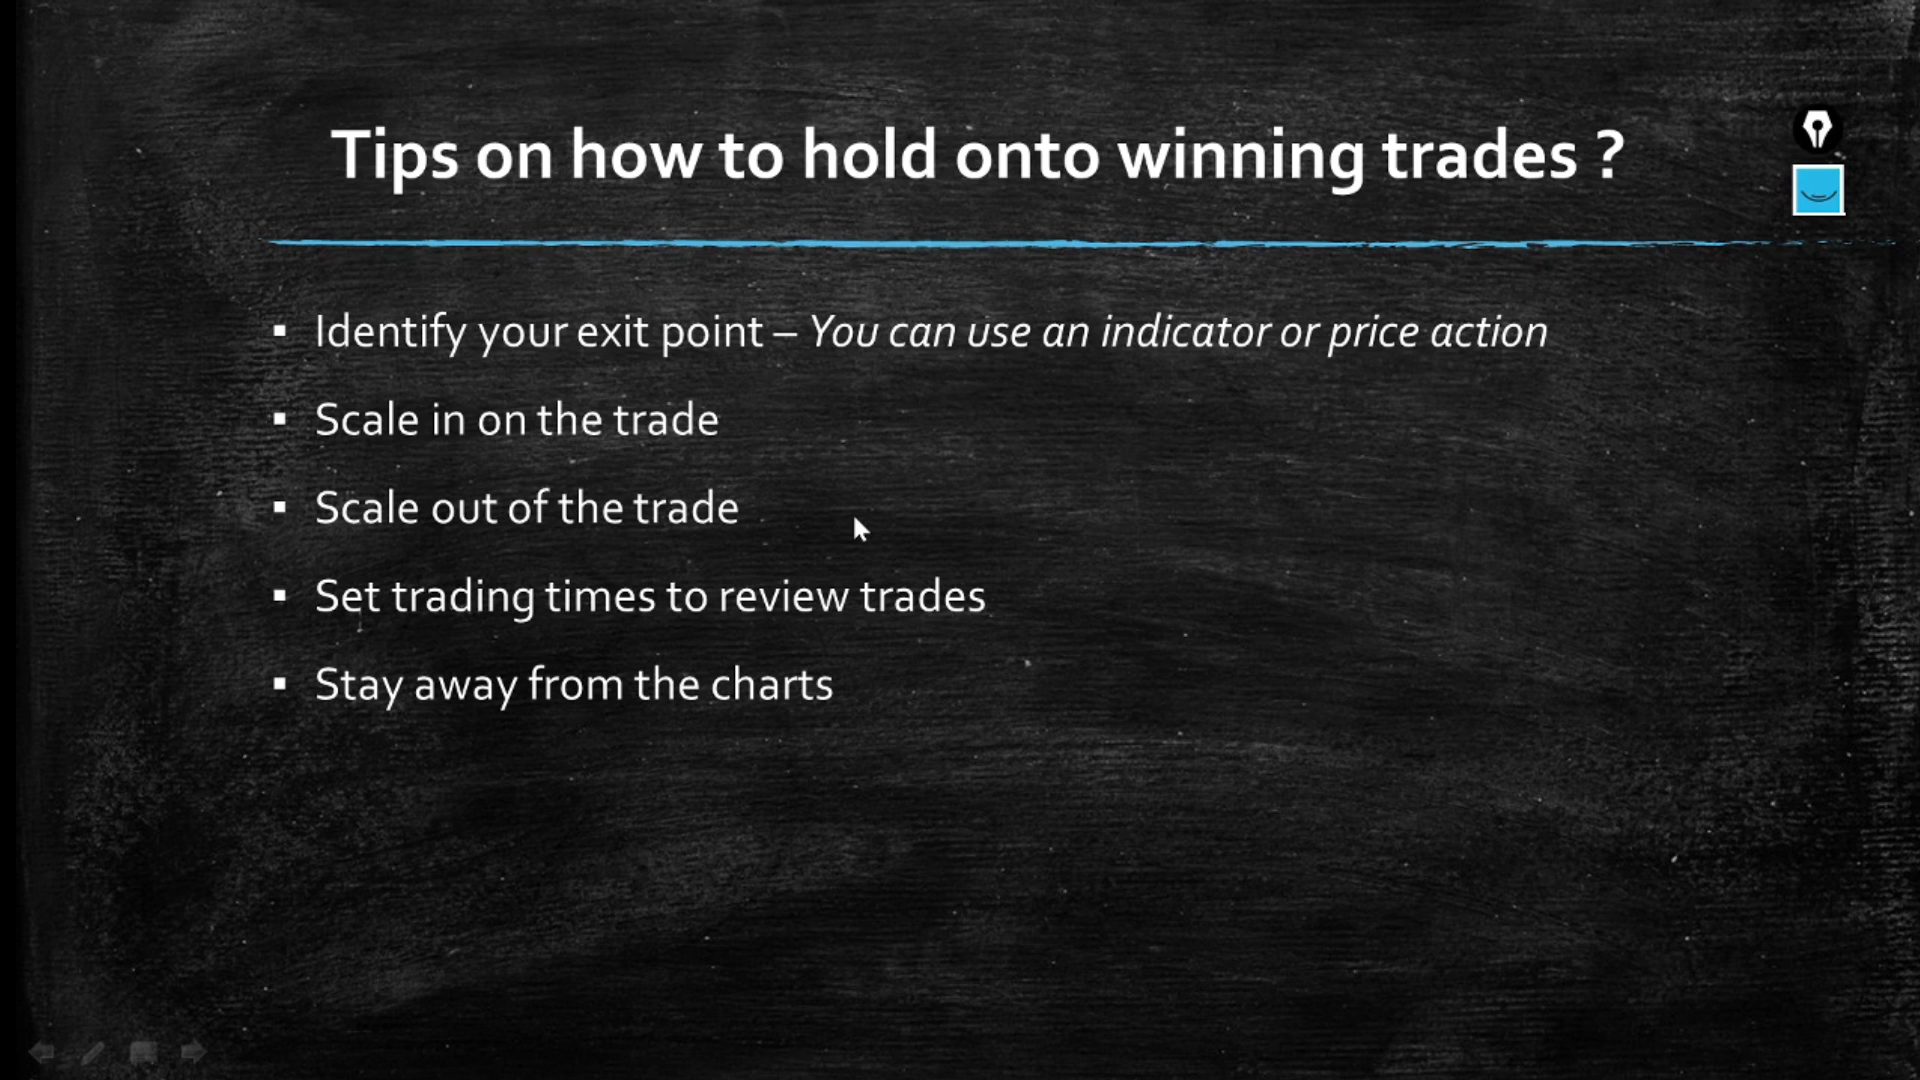 Tips on how to hold onto winning trades ?
▪ Identify your exit point – You can use an indicator or price action
▪ Scale in on the trade
▪ Scale out of the trade
▪ Set trading times to review trades
▪ Stay away from the charts